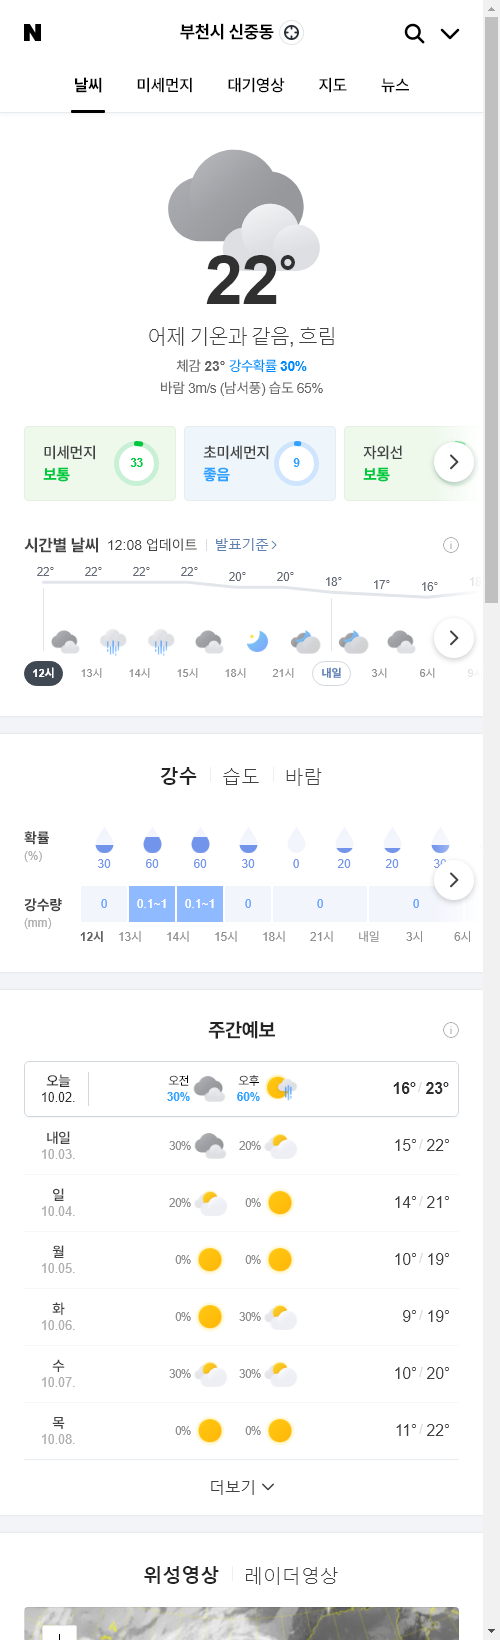 N 부천시 신중동
날씨 미세먼지 대기영상 지도 뉴스
22°
어제 기온과 같음, 흐림
체감 23° 강수확률 30%
바람 3m/s (남서풍) 습도 65%
미세먼지 보통 33
초미세먼지 좋음 9
자외선 보통
시간별 날씨 12:08 업데이트 발표기준
22° 22° 22° 22° 20° 20° 18° 17° 16° 18
12시 13시 14시 15시 18시 21시 내일 3시 6시
강수 습도 바람
확률 (%)
30 60 60 30 0 20 20 30
강수량 (mm)
0 0.1~1 0.1~1 0 0 0
12시 13시 14시 15시 18시 21시 내일 3시 6시
주간예보
오늘 10.02. 오전 30% 오후 60% 16° / 23°
내일 10.03. 30% 20% 15° / 22°
일 10.04. 20% 0% 14° / 21°
월 10.05. 0% 0% 10° / 19°
화 10.06. 0% 30% 9° / 19°
수 10.07. 30% 30% 10° / 20°
목 10.08. 0% 0% 11° / 22°
더보기
위성영상 레이더영상